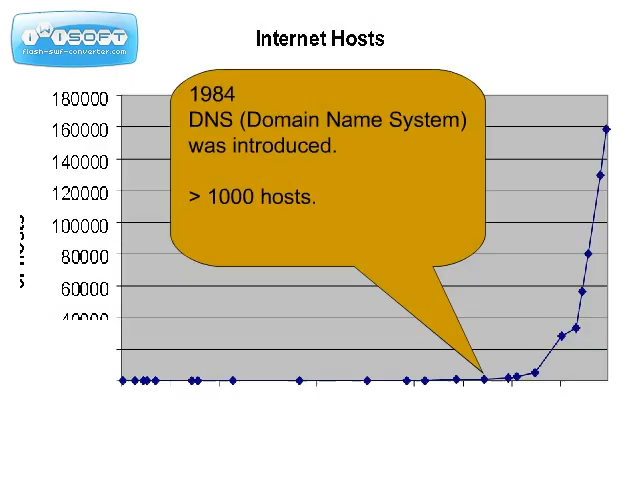 iWiSOFT
flash-swf-converter.com
Internet Hosts
1984
DNS (Domain Name System)
was introduced.
> 1000 hosts.
180000
160000
140000
120000
100000
80000
60000
40000